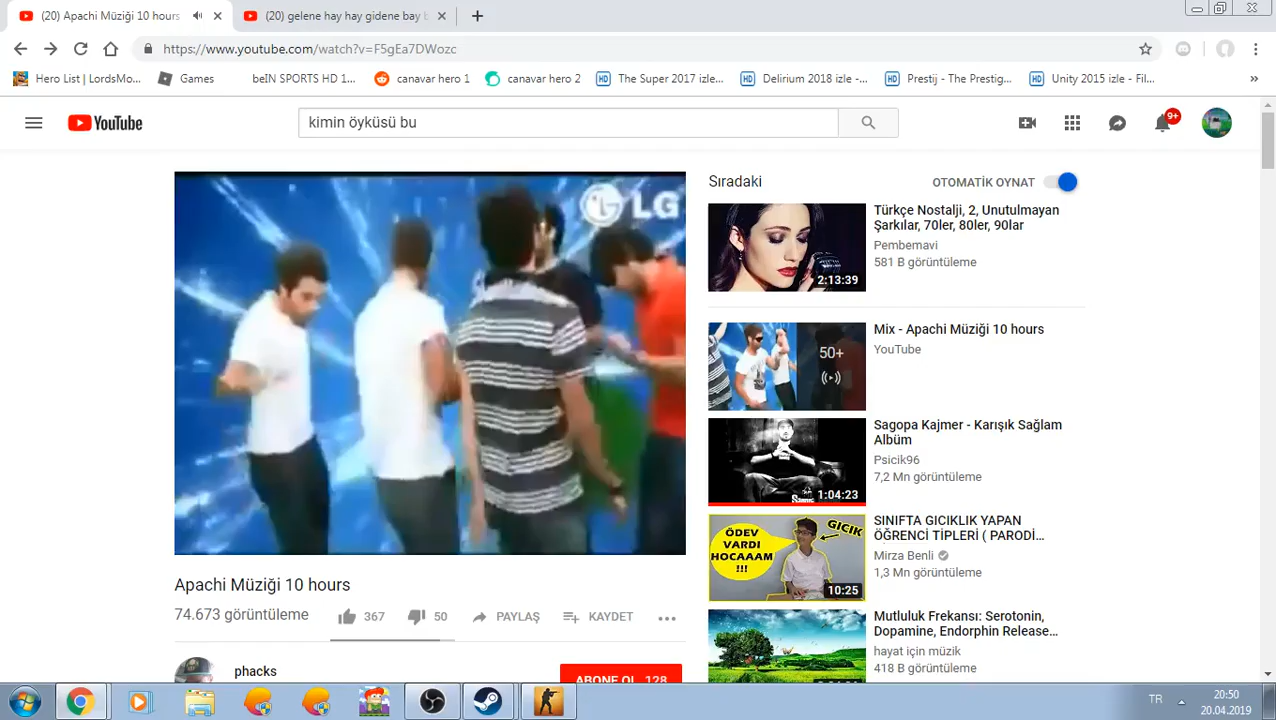 (20) Apachi Müziği 10 hours
(20) gelene hay hay gidene bay b
https://www.youtube.com/watch?v=F5gEa7DWozc
Hero List | LordsMo...
Games
beIN SPORTS HD 1...
canavar hero 1
canavar hero 2
HD
The Super 2017 izle...
HD
Delirium 2018 izle -...
HD
Prestij - The Prestig...
HD
Unity 2015 izle - Fil...
»
YouTube
kimin öyküsü bu
9+
LG
Sıradaki
OTOMATİK OYNAT
2:13:39
Türkçe Nostalji, 2, Unutulmayan
Şarkılar, 70ler, 80ler, 90lar
Pembemavi
581 B görüntüleme
50+
Mix - Apachi Müziği 10 hours
YouTube
1:04:23
Sagopa Kajmer - Karışık Sağlam
Albüm
Psicik96
7,2 Mn görüntüleme
ÖDEV
VARDI
HOCAAAM
!!!
GICIK
10:25
SINIFTA GICIKLIK YAPAN
ÖĞRENCİ TİPLERİ ( PARODİ...
Mirza Benli
1,3 Mn görüntüleme
Mutluluk Frekansı: Serotonin,
Dopamine, Endorphin Release...
hayat için müzik
418 B görüntüleme
Apachi Müziği 10 hours
74.673 görüntüleme
367
50
PAYLAŞ
KAYDET
phacks
ABONE OL 128
TR
20:50
20.04.2019